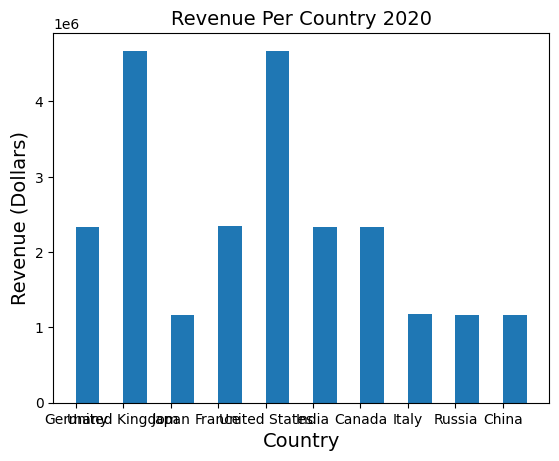 Revenue Per Country 2020
1e6
Revenue (Dollars)
4
3
2
1
0
Germany United Kingdom Japan France United States India Canada Italy Russia China
Country